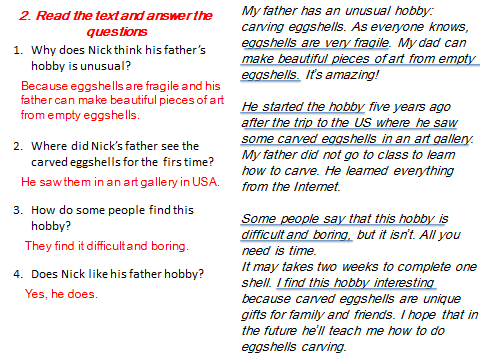 2. Read the text and answer the
questions
1. Why does Nick think his father's
hobby is unusual?
Because eggshells are fragile and his
father can make beautiful pieces of art
from empty eggshells.
2. Where did Nick's father see the
carved eggshells for the firs time?
He saw them in an art gallery in USA.
3. How do some people find this
hobby?
They find it difficult and boring.
4. Does Nick like his father hobby?
Yes, he does.
My father has an unusual hobby:
carving eggshells. As everyone knows,
eggshells are very fragile. My dad can
make beautiful pieces of art from empty
eggshells. It's amazing!
He started the hobby five years ago
after the trip to the US where he saw
some carved eggshells in an art gallery.
My father did not go to class to learn
how to carve. He learned everything
from the Internet.
Some people say that this hobby is
difficult and boring, but it isn't. All you
need is time.
It may takes two weeks to complete one
shell. I find this hobby interesting
because carved eggshells are unique
gifts for family and friends. I hope that in
the future he'll teach me how to do
eggshells carving.